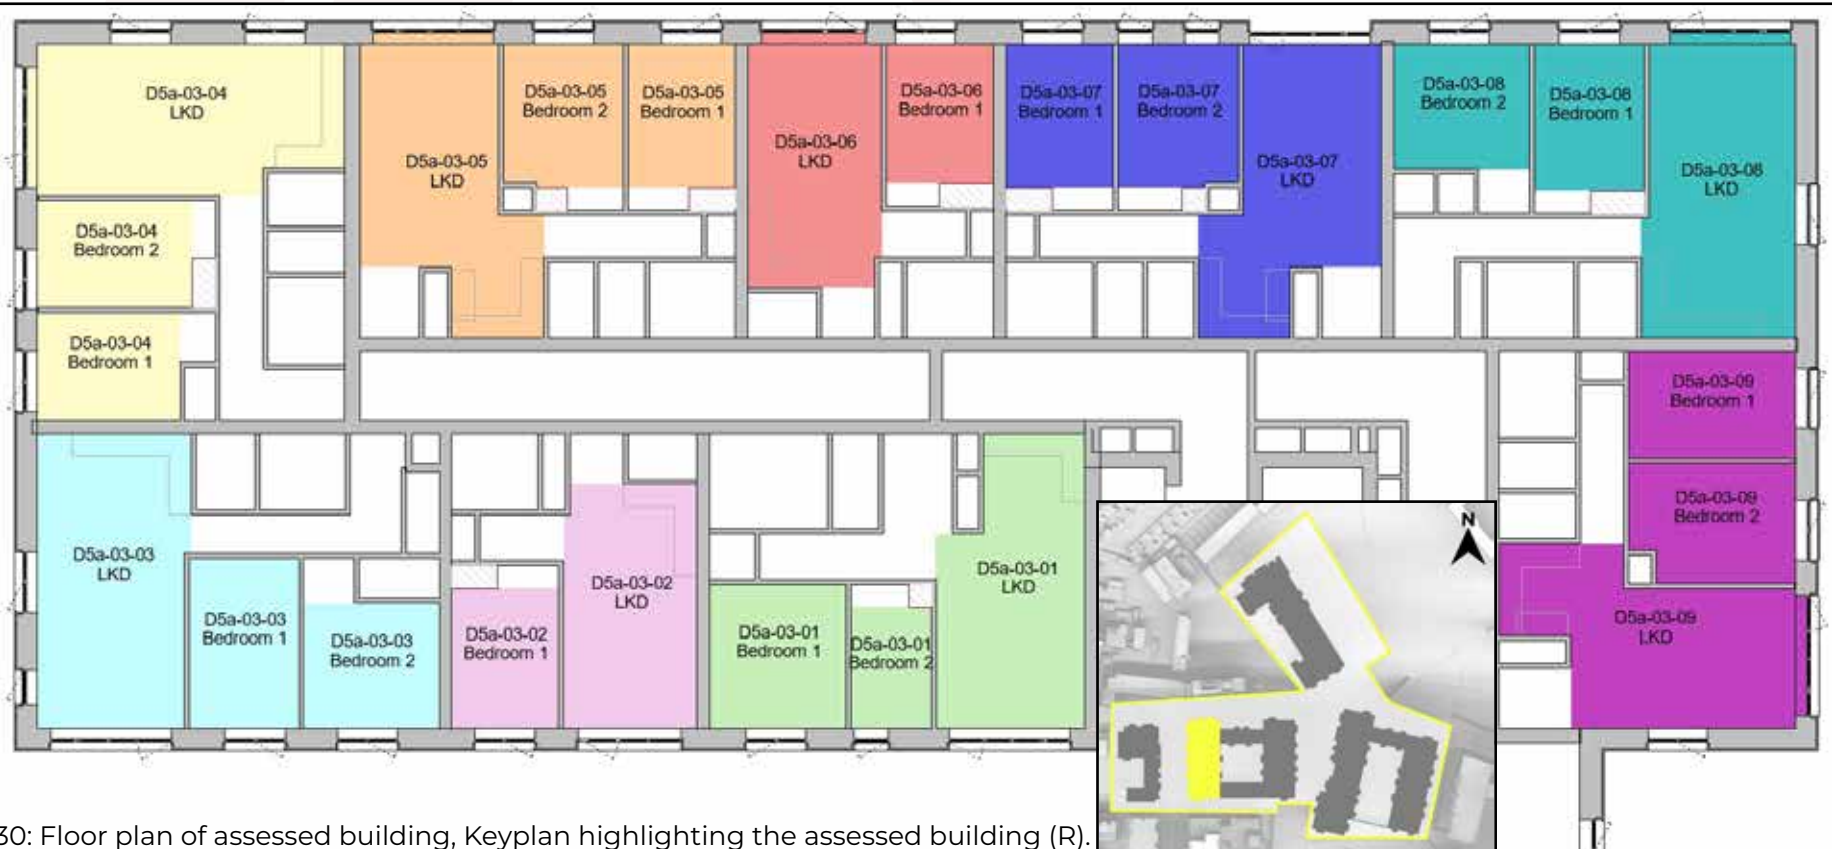 D5a-03-04
LKD
D5a-03-05
LKD
D5a-03-05
Bedroom 2
D5a-03-05
Bedroom 1
D5a-03-06
LKD
D5a-03-06
Bedroom 1
D5a-03-07
Bedroom 1
D5a-03-07
Bedroom 2
D5a-03-07
LKD
D5a-03-08
Bedroom 2
D5a-03-08
Bedroom 1
D5a-03-08
LKD
D5a-03-04
Bedroom 2
D5a-03-04
Bedroom 1
D5a-03-09
Bedroom 1
D5a-03-09
Bedroom 2
D5a-03-09
LKD
D5a-03-03
LKD
D5a-03-03
Bedroom 1
D5a-03-03
Bedroom 2
D5a-03-02
Bedroom 1
D5a-03-02
LKD
D5a-03-01
Bedroom 1
D5a-03-01
Bedroom 2
D5a-03-01
LKD
N
30: Floor plan of assessed building, Keyplan highlighting the assessed building (R).